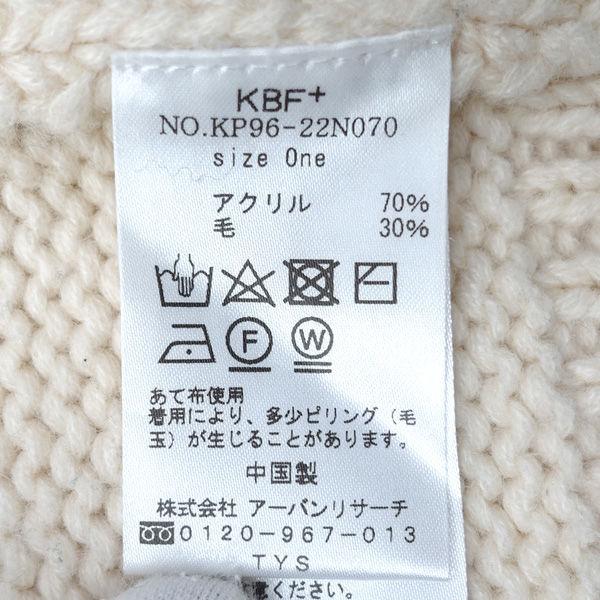 KBF+
NO.KP96-22N070
size One
アクリル 70%
毛 30%
F
W
あて布使用
着用により、多少ピリング（毛
玉）が生じることがあります。
中国製
株式会社 アーバンリサーチ
0120-967-013
TYS
ください。